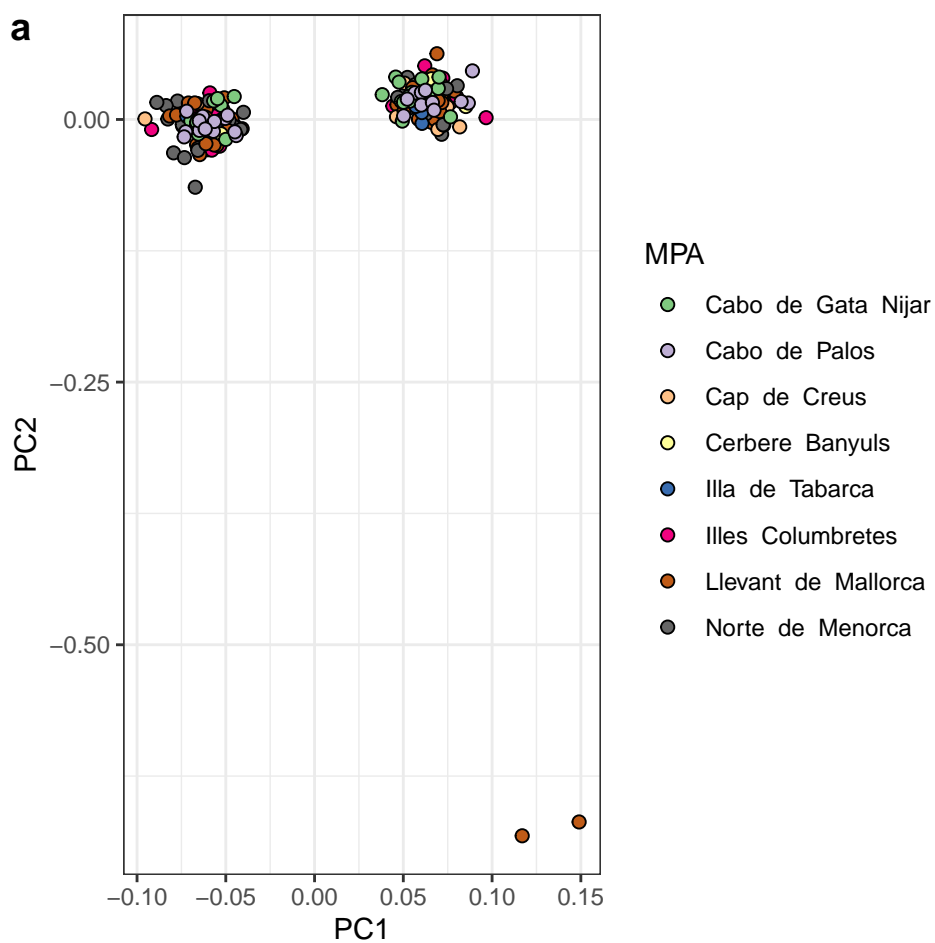 a
0.00
−0.25
−0.50
PC2
−0.10 −0.05 0.00 0.05 0.10 0.15
PC1
MPA
Cabo de Gata Nijar
Cabo de Palos
Cap de Creus
Cerbere Banyuls
Illa de Tabarca
Illes Columbretes
Llevant de Mallorca
Norte de Menorca